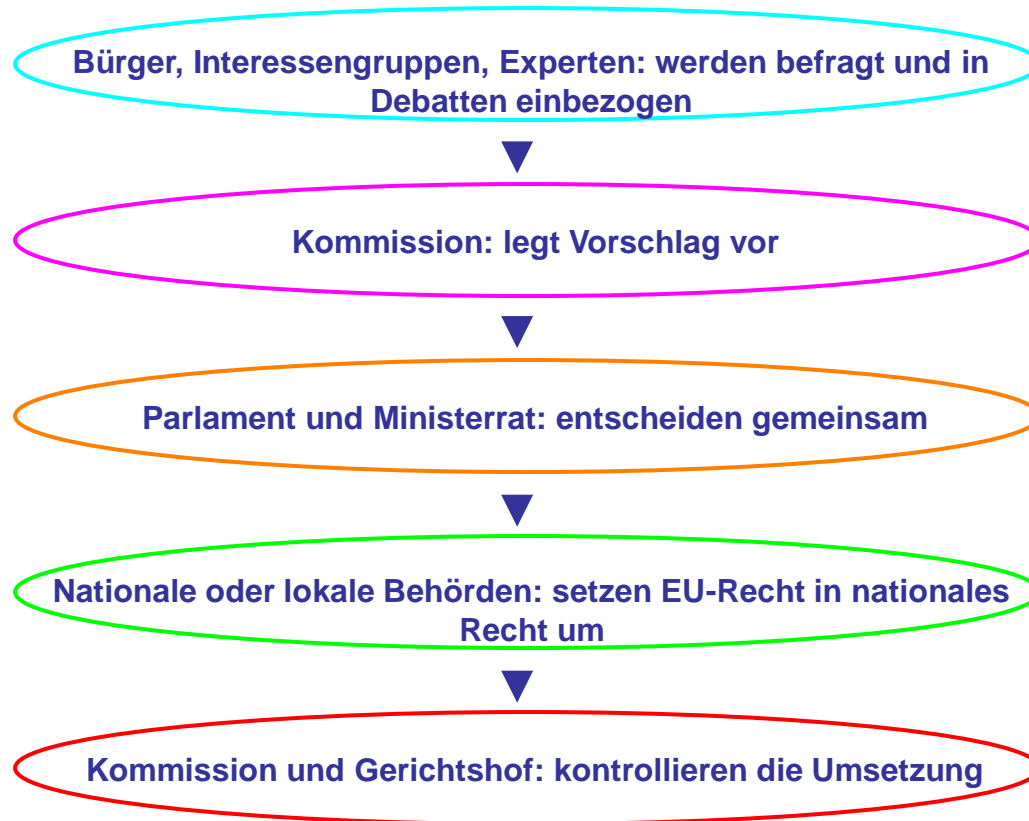 Bürger, Interessengruppen, Experten: werden befragt und in
Debatten einbezogen
Kommission: legt Vorschlag vor
Parlament und Ministerrat: entscheiden gemeinsam
Nationale oder lokale Behörden: setzen EU-Recht in nationales
Recht um
Kommission und Gerichtshof: kontrollieren die Umsetzung